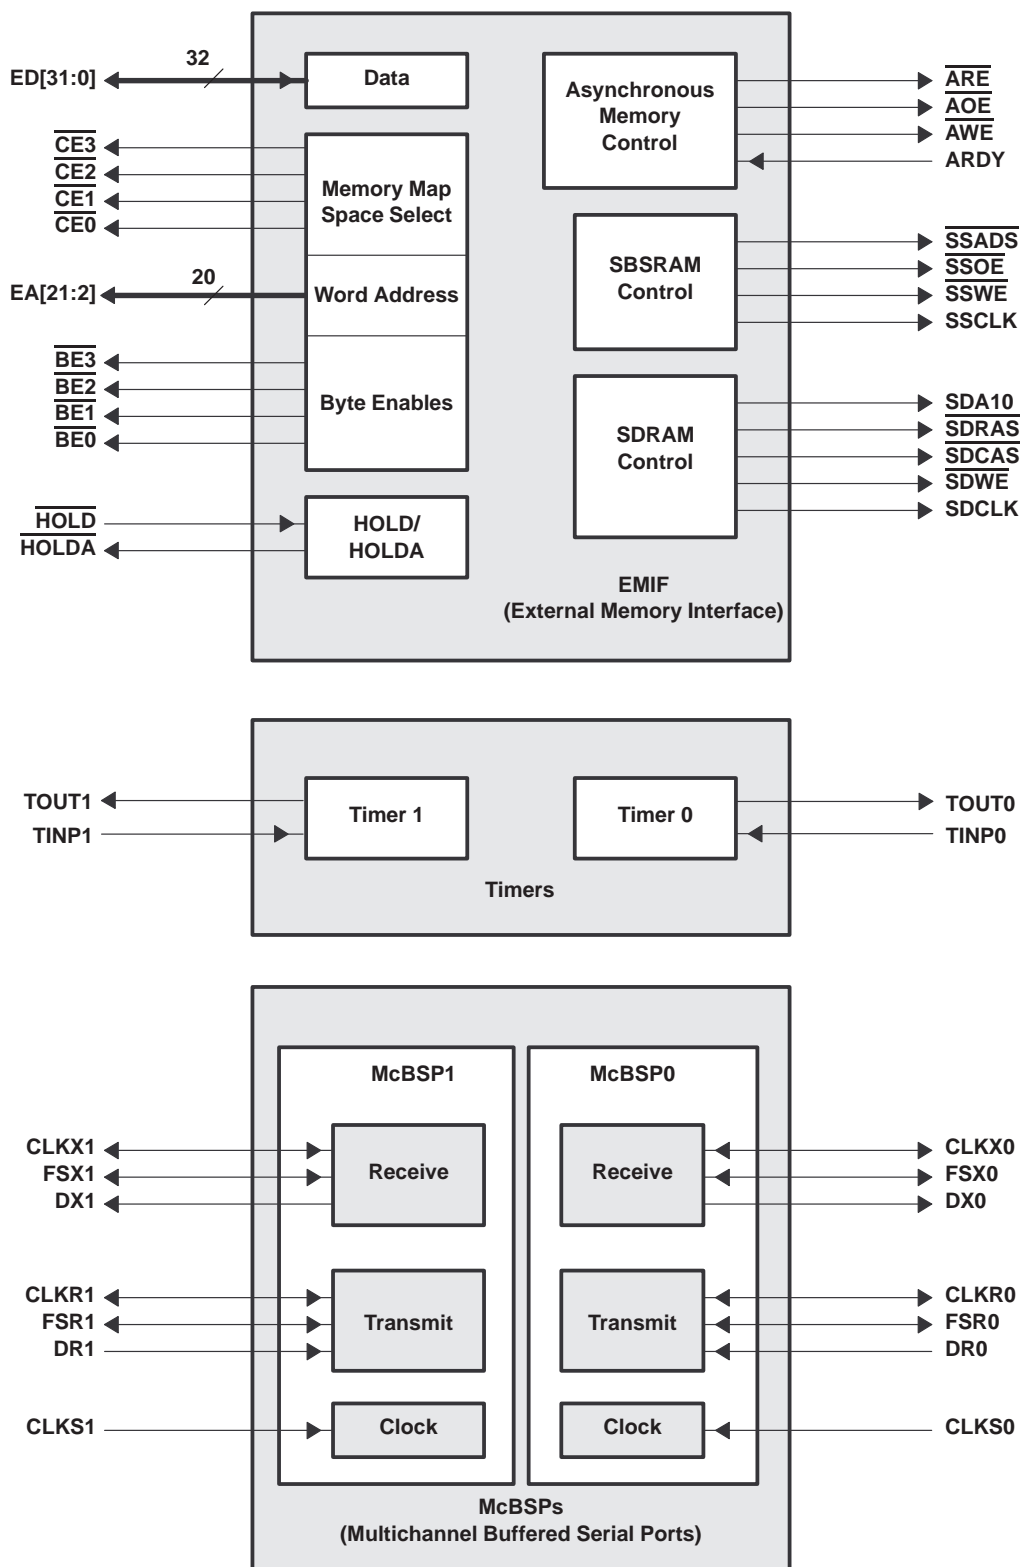 32
ED[31:0]
Data
CE3
CE2
CE1
CE0
Memory Map
Space Select
20
EA[21:2]
Word Address
BE3
BE2
BE1
BE0
Byte Enables
HOLD
HOLDA
HOLD/
HOLDA
Asynchronous
Memory
Control
ARE
AOE
AWE
ARDY
SBSRAM
Control
SSADS
SSOE
SSWE
SSCLK
SDRAM
Control
SDA10
SDRAS
SDCAS
SDWE
SDCLK
EMIF
(External Memory Interface)
TOUT1
TINP1
Timer 1
Timer 0
TOUT0
TINP0
Timers
McBSP1
McBSP0
CLKX1
FSX1
DX1
Receive
Receive
CLKX0
FSX0
DX0
CLKR1
FSR1
DR1
Transmit
Transmit
CLKR0
FSR0
DR0
CLKS1
Clock
Clock
CLKS0
McBSPs
(Multichannel Buffered Serial Ports)